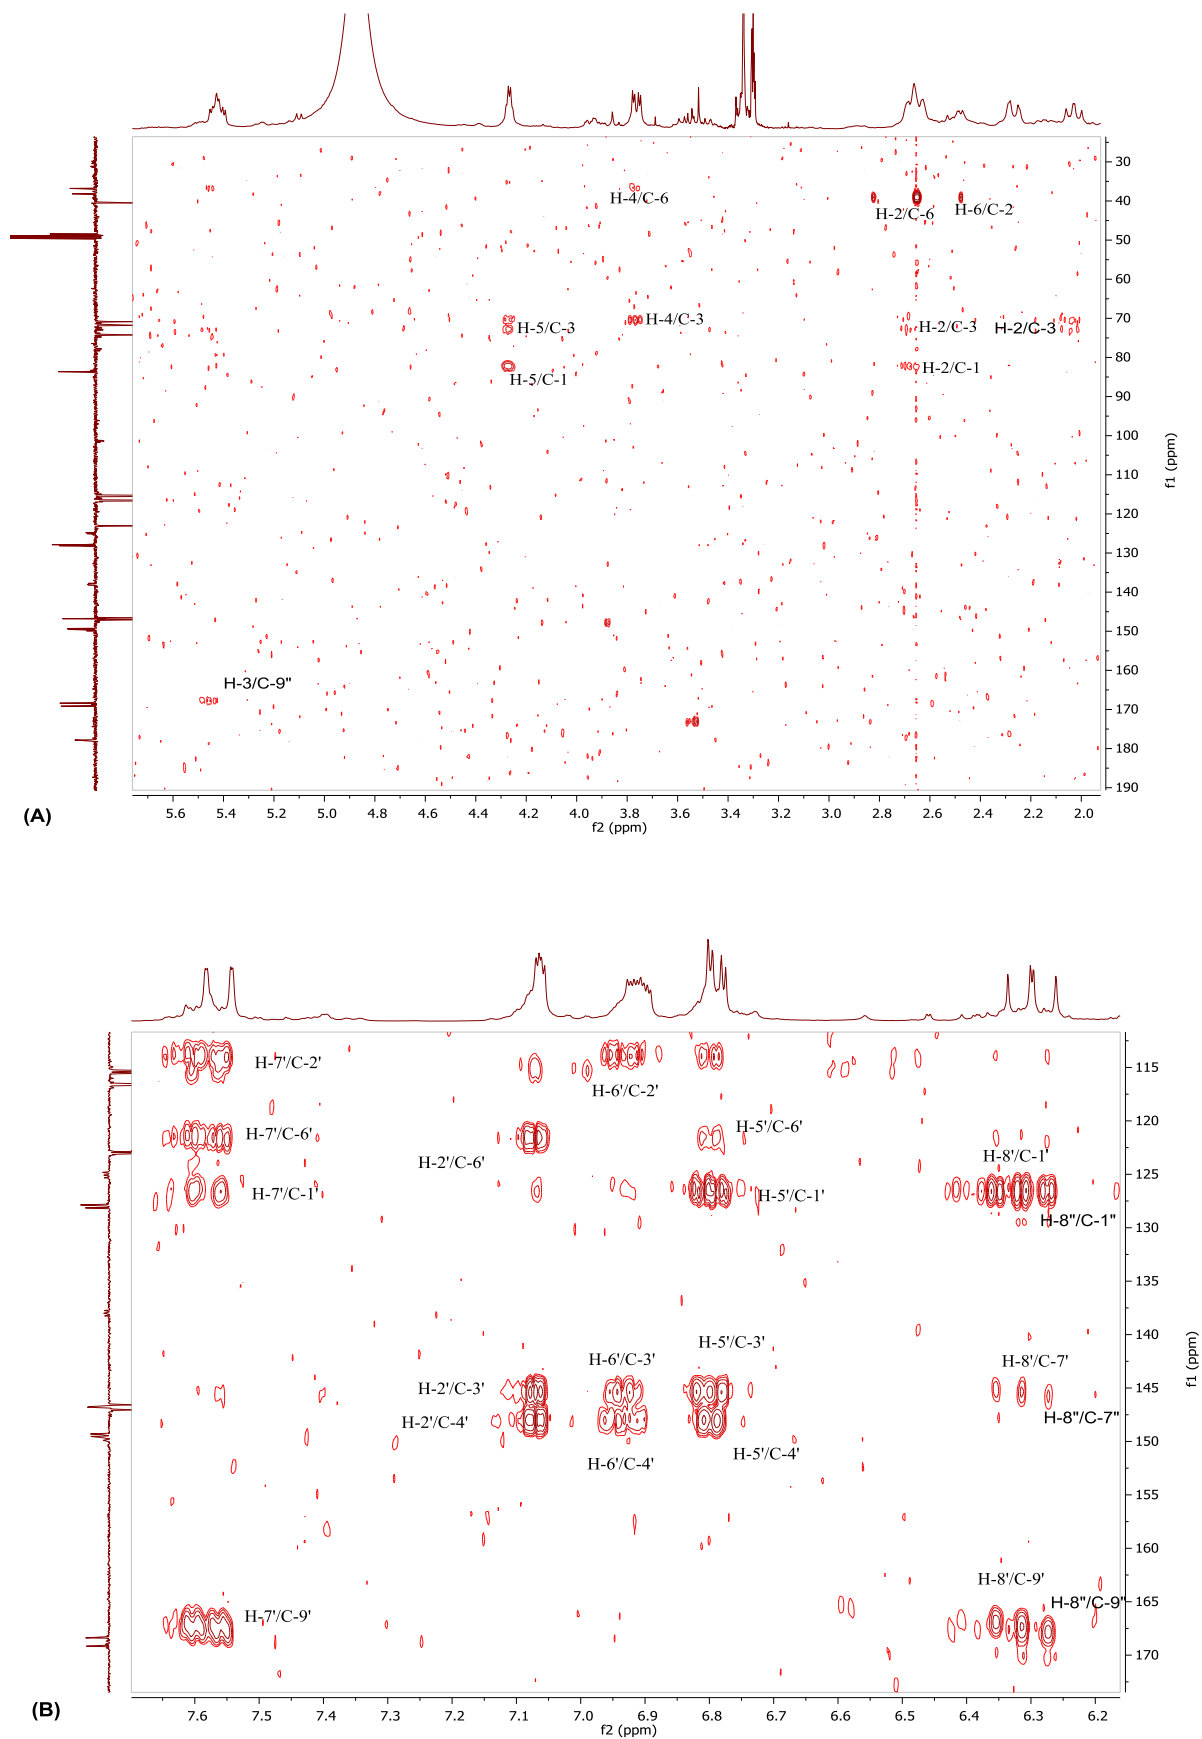 30
H-4/C-6
40
H-2'/C-6
H-6/C-2
50
60
H-5/C-3
H-4/C-3
H-2/C-3
H-2/C-3
70
80
H-5/C-1
H-2/C-1
90
100
f1 (ppm)
110
120
130
140
150
160
H-3/C-9"
170
180
190
5.6 5.4 5.2 5.0 4.8 4.6 4.4 4.2 4.0 3.8 3.6 3.4 3.2 3.0 2.8 2.6 2.4 2.2 2.0
f2 (ppm)
(A)
H-7'/C-2'
H-6'/C-2'
115
H-7'/C-6'
H-2'/C-6'
H-5'/C-6'
120
H-8'/C-1'
H-7'/C-1'
H-5'/C-1'
125
H-8"/C-1"
130
135
f1 (ppm)
140
H-5'/C-3'
H-6'/C-3'
H-8'/C-7'
H-2'/C-3'
145
H-8"/C-7"
H-2'/C-4'
H-5'/C-4'
150
H-6'/C-4'
155
160
H-8'/C-9'
H-8"/C-9"
165
H-7'/C-9'
170
7.6 7.5 7.4 7.3 7.2 7.1 7.0 6.9 6.8 6.7 6.6 6.5 6.4 6.3 6.2
f2 (ppm)
(B)